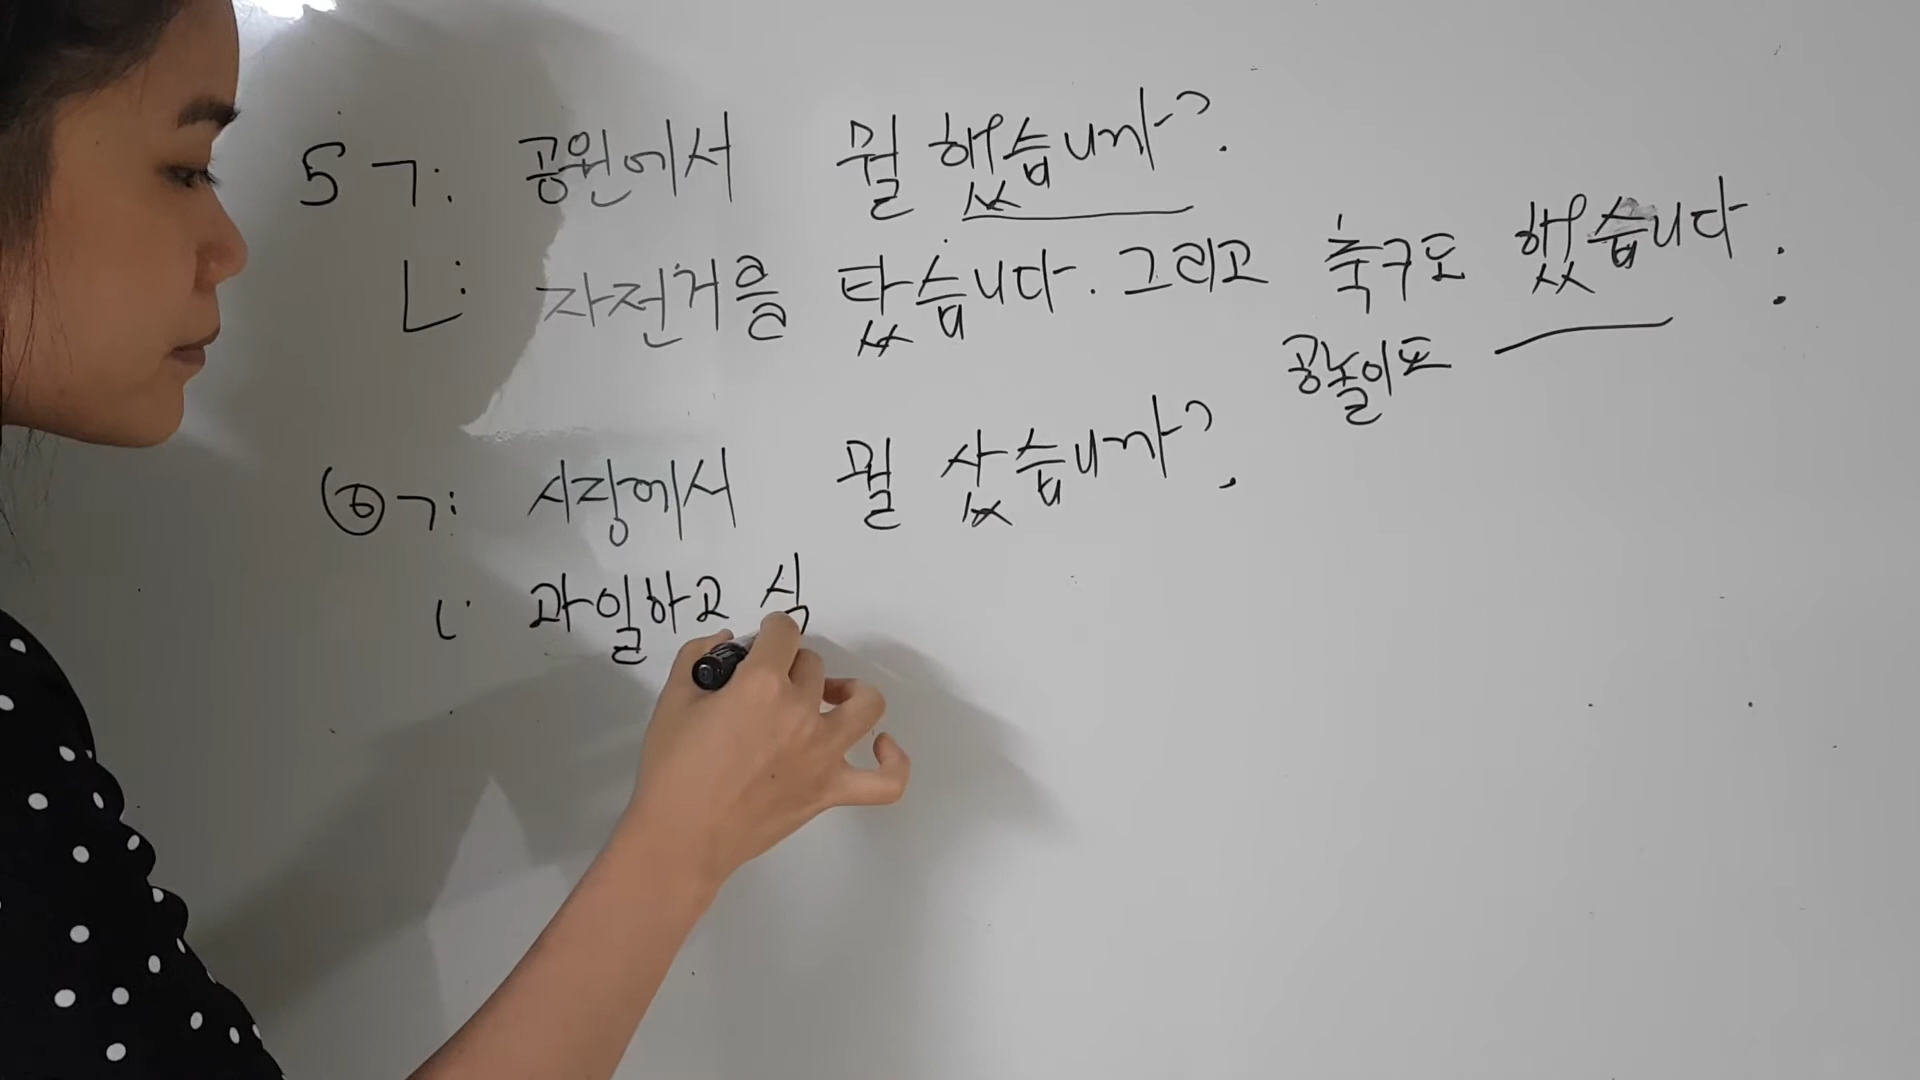 5 ㄱ: 공원에서 뭘 했습니까?
ㄴ: 자전거를 탔습니다. 그리고 축구도 했습니다.
공놀이도
⑥ ㄱ: 시장에서 뭘 샀습니까?
ㄴ: 과일하고 식